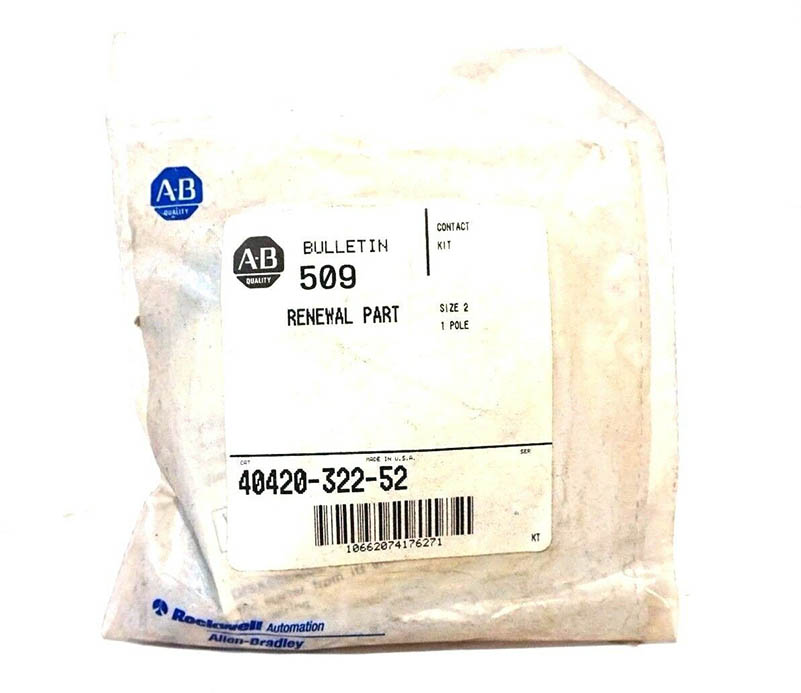 A-B
QUALITY
A-B
QUALITY
BULLETIN
509
RENEWAL PART
CONTACT
KIT
SIZE 2
1 POLE
CAT MADE IN U.S.A. SER
40420-322-52
10662074176271
KT
Rockwell Automation
Allen-Bradley